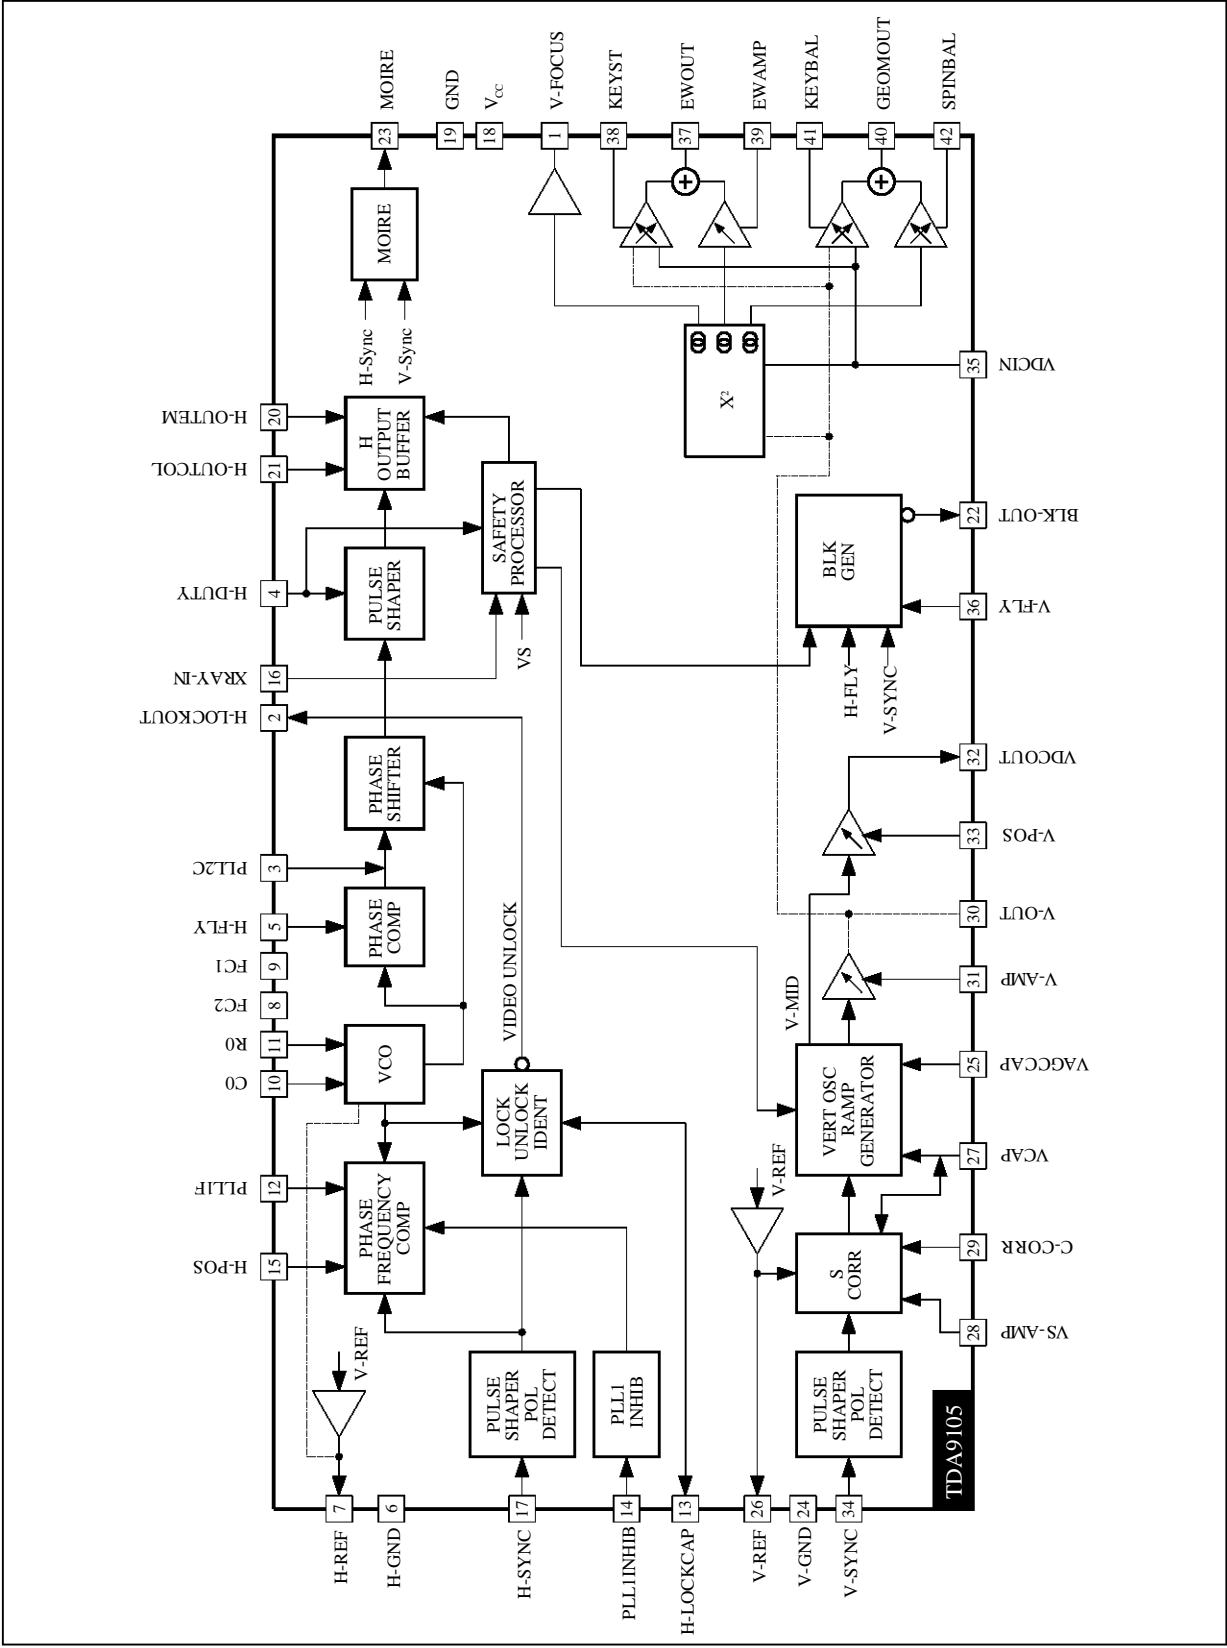 MOIRE
GND
VCC
V-FOCUS
KEYST
EWOUT
EWAMP
KEYBAL
GEOMOUT
SPINBAL
23
19
18
1
38
37
39
41
40
42
MOIRE
H-Sync
V-Sync
X²
35
VDCIN
H-OUTEM
20
H-OUTCOL
21
H
OUTPUT
BUFFER
SAFETY
PROCESSOR
VS
H-DUTY
4
PULSE
SHAPER
XRAY-IN
16
H-LOCKOUT
2
BLK
GEN
H-FLY
V-SYNC
22
BLK-OUT
36
V-FLY
PHASE
SHIFTER
PLL2C
3
H-FLY
5
PHASE
COMP
FC1
9
FC2
8
R0
11
C0
10
VCO
VIDEO UNLOCK
LOCK
UNLOCK
IDENT
V-MID
32
VDCOUT
33
V-POS
30
V-OUT
31
V-AMP
25
VAGCCAP
VERT OSC
RAMP
GENERATOR
27
VCAP
PLL1F
12
H-POS
15
PHASE
FREQUENCY
COMP
V-REF
V-REF
S
CORR
29
C-CORR
28
VS-AMP
PULSE
SHAPER
POL
DETECT
PLL1
INHIB
PULSE
SHAPER
POL
DETECT
TDA9105
7
6
17
14
13
26
24
34
H-REF
H-GND
H-SYNC
PLL1INHIB
H-LOCKCAP
V-REF
V-GND
V-SYNC